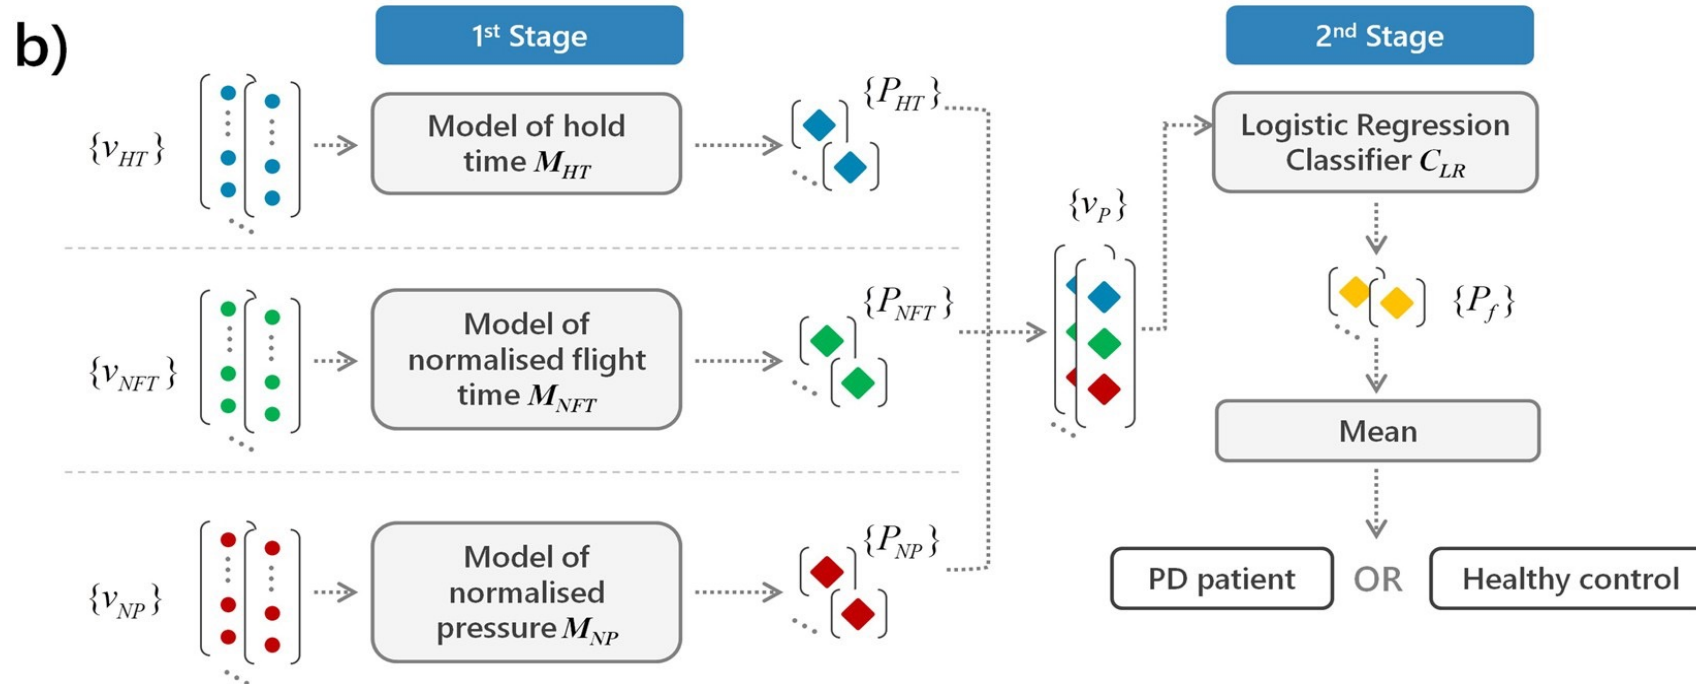 b)
1st Stage
2nd Stage
{vHT}
Model of hold
time MHT
{PHT}
{vNFT}
Model of
normalised flight
time MNFT
{PNFT}
{vNP}
Model of
normalised
pressure MNP
{PNP}
{vP}
Logistic Regression
Classifier CLR
{Pf}
Mean
PD patient OR Healthy control